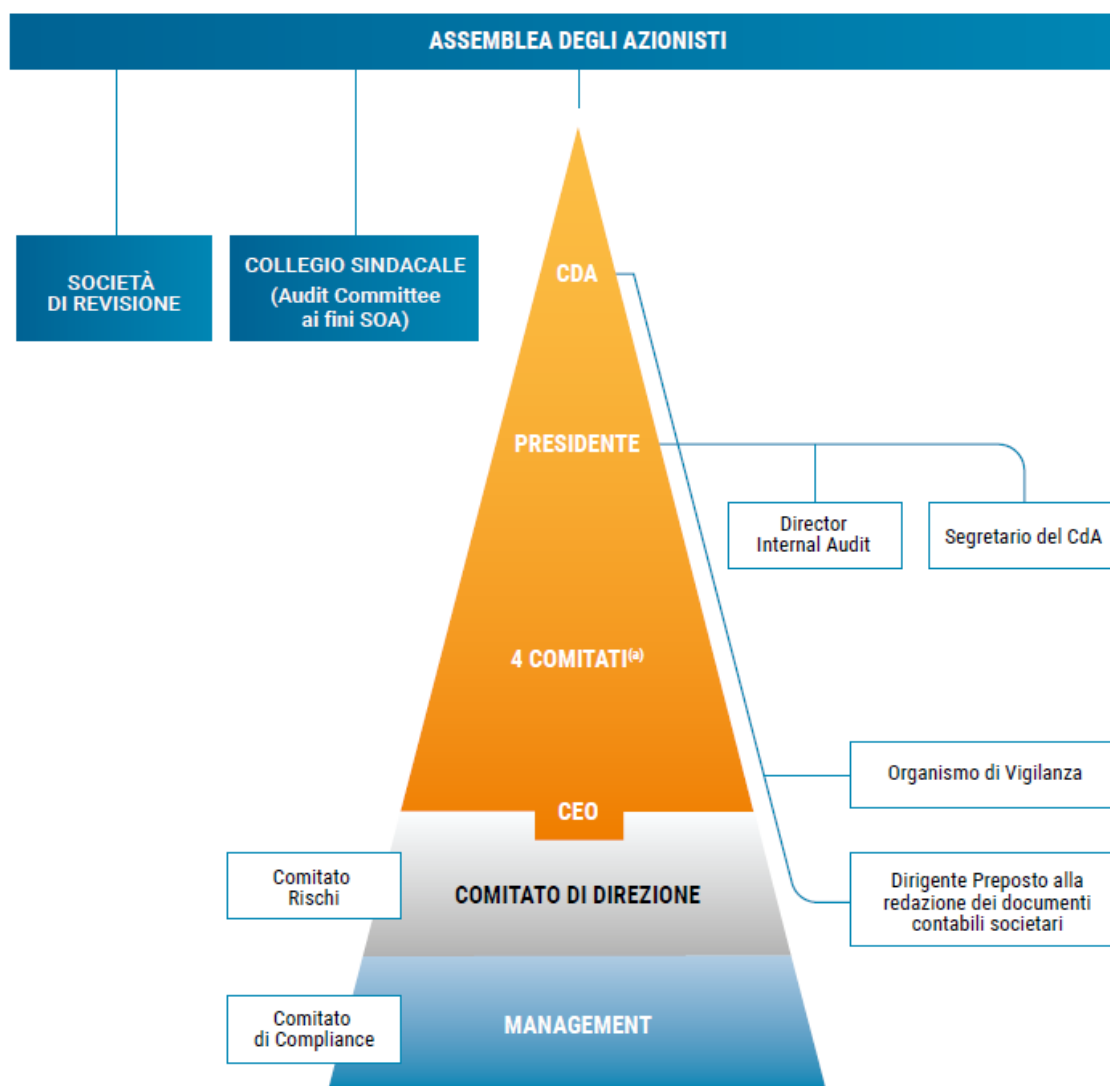 ASSEMBLEA DEGLI AZIONISTI
SOCIETÀ
DI REVISIONE
COLLEGIO SINDACALE
(Audit Committee
ai fini SOA)
CDA
PRESIDENTE
Director
Internal Audit
Segretario del CdA
4 COMITATI(a)
Organismo di Vigilanza
CEO
Comitato
Rischi
COMITATO DI DIREZIONE
Dirigente Preposto alla
redazione dei documenti
contabili societari
Comitato
di Compliance
MANAGEMENT